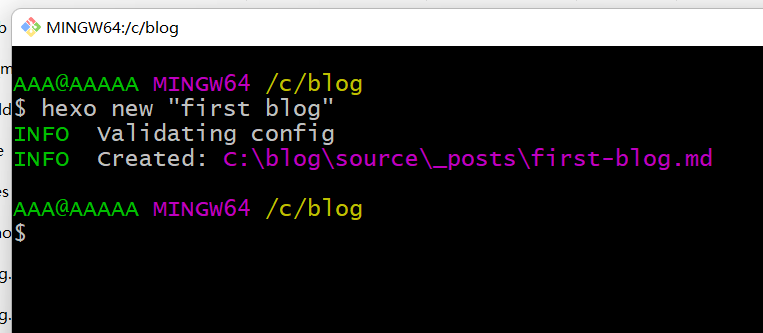 MINGW64:/c/blog
AAA@AAAAA MINGW64 /c/blog
$ hexo new "first blog"
INFO  Validating config
INFO  Created: C:\blog\source\_posts\first-blog.md
AAA@AAAAA MINGW64 /c/blog
$